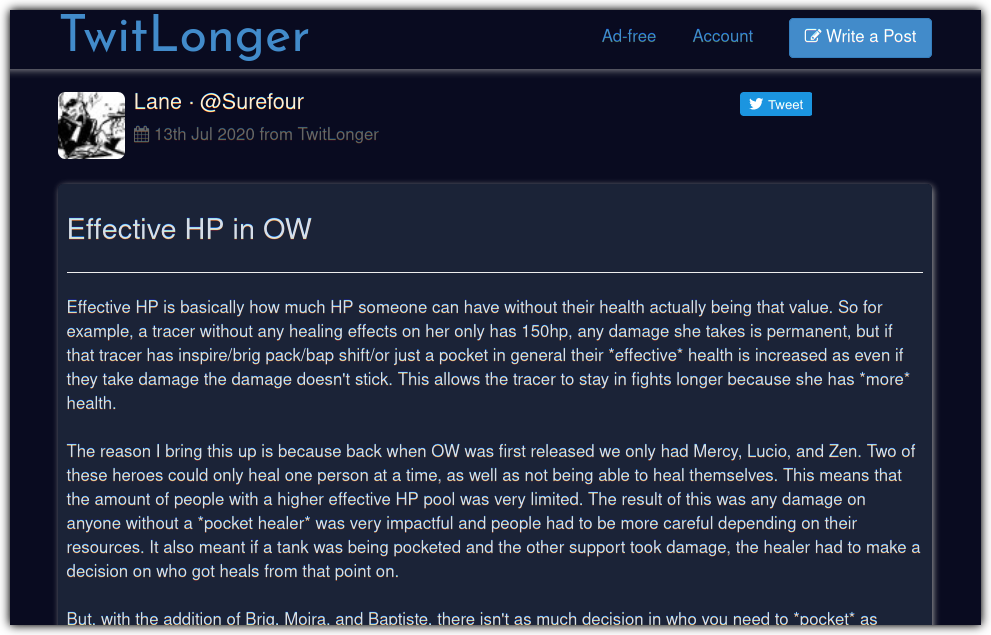 TwitLonger
Ad-free
Account
Write a Post
Lane · @Surefour
Tweet
13th Jul 2020 from TwitLonger
Effective HP in OW
Effective HP is basically how much HP someone can have without their health actually being that value. So for
example, a tracer without any healing effects on her only has 150hp, any damage she takes is permanent, but if
that tracer has inspire/brig pack/bap shift/or just a pocket in general their *effective* health is increased as even if
they take damage the damage doesn't stick. This allows the tracer to stay in fights longer because she has *more*
health.
The reason I bring this up is because back when OW was first released we only had Mercy, Lucio, and Zen. Two of
these heroes could only heal one person at a time, as well as not being able to heal themselves. This means that
the amount of people with a higher effective HP pool was very limited. The result of this was any damage on
anyone without a *pocket healer* was very impactful and people had to be more careful depending on their
resources. It also meant if a tank was being pocketed and the other support took damage, the healer had to make a
decision on who got heals from that point on.
But, with the addition of Brig, Moira, and Baptiste, there isn't as much decision in who you need to *pocket* as